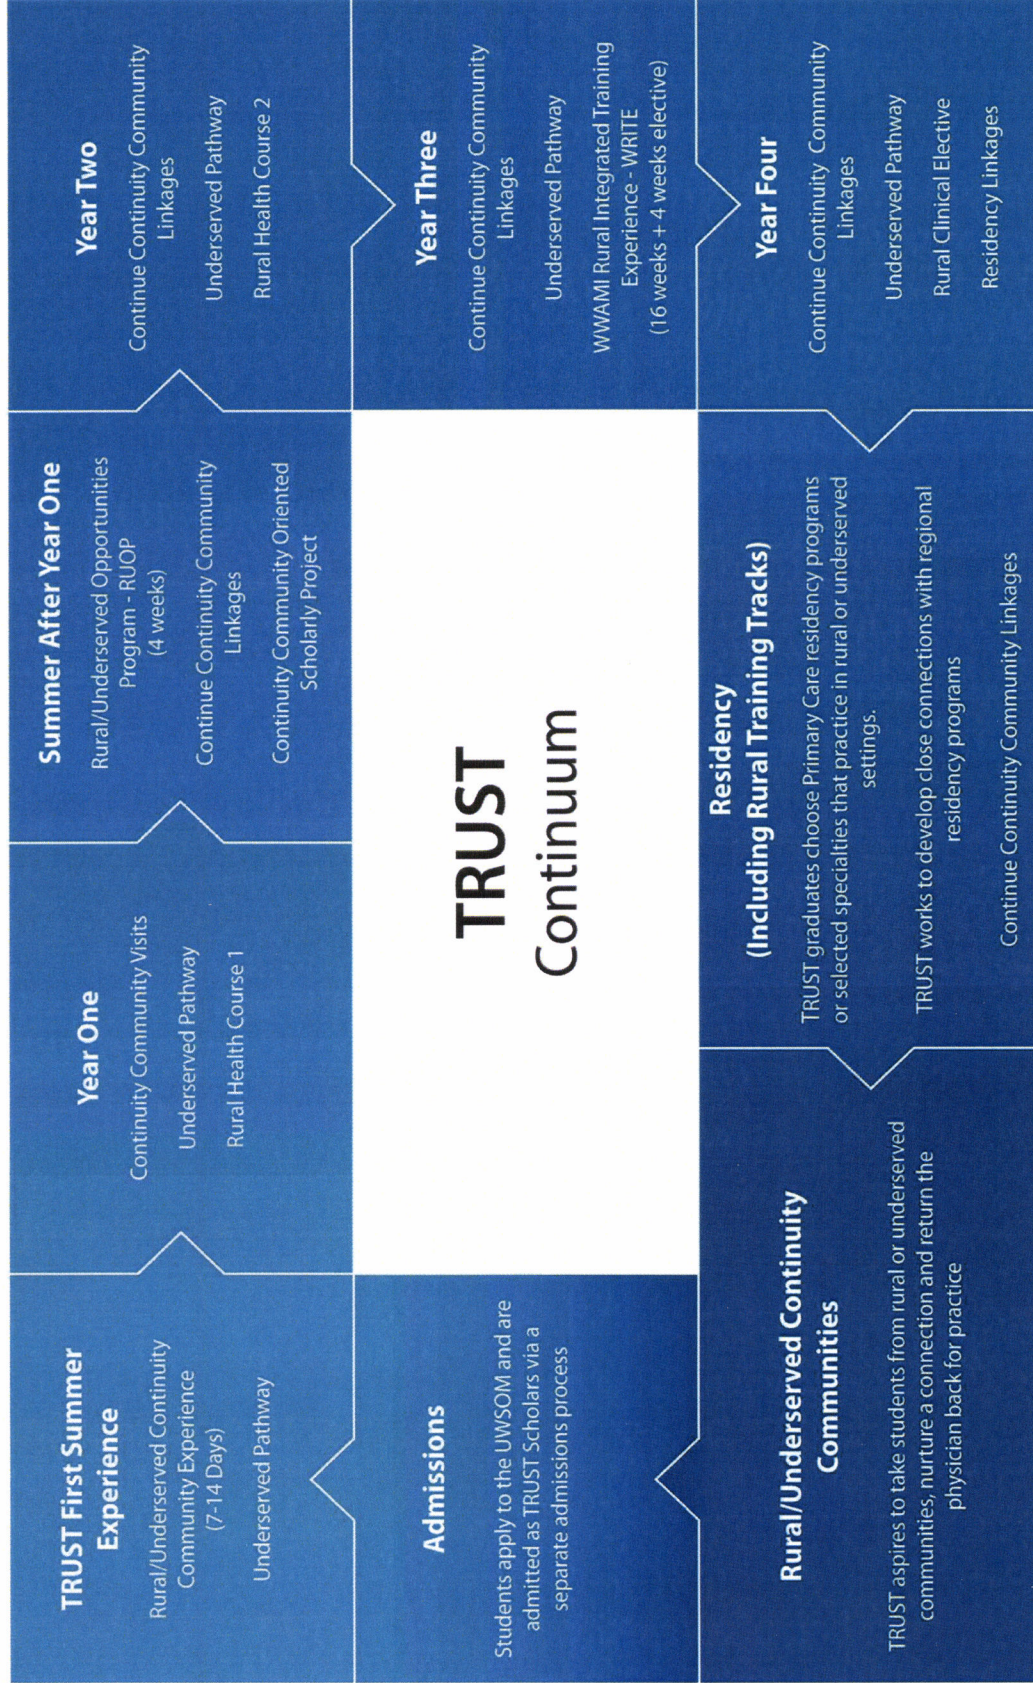 TRUST First Summer
Experience
Rural/Underserved Continuity
Community Experience
(7-14 Days)
Underserved Pathway
Year One
Continuity Community Visits
Underserved Pathway
Rural Health Course 1
Summer After Year One
Rural/Underserved Opportunities
Program - RUOP
(4 weeks)
Continue Continuity Community
Linkages
Continuity Community Oriented
Scholarly Project
Year Two
Continue Continuity Community
Linkages
Underserved Pathway
Rural Health Course 2
Admissions
Students apply to the UWSOM and are
admitted as TRUST Scholars via a
separate admissions process
TRUST
Continuum
Year Three
Continue Continuity Community
Linkages
Underserved Pathway
WWAMI Rural Integrated Training
Experience - WRITE
(16 weeks + 4 weeks elective)
Rural/Underserved Continuity
Communities
TRUST aspires to take students from rural or underserved
communities, nurture a connection and return the
physician back for practice
Residency
(Including Rural Training Tracks)
TRUST graduates choose Primary Care residency programs
or selected specialties that practice in rural or underserved
settings.
TRUST works to develop close connections with regional
residency programs
Continue Continuity Community Linkages
Year Four
Continue Continuity Community
Linkages
Underserved Pathway
Rural Clinical Elective
Residency Linkages